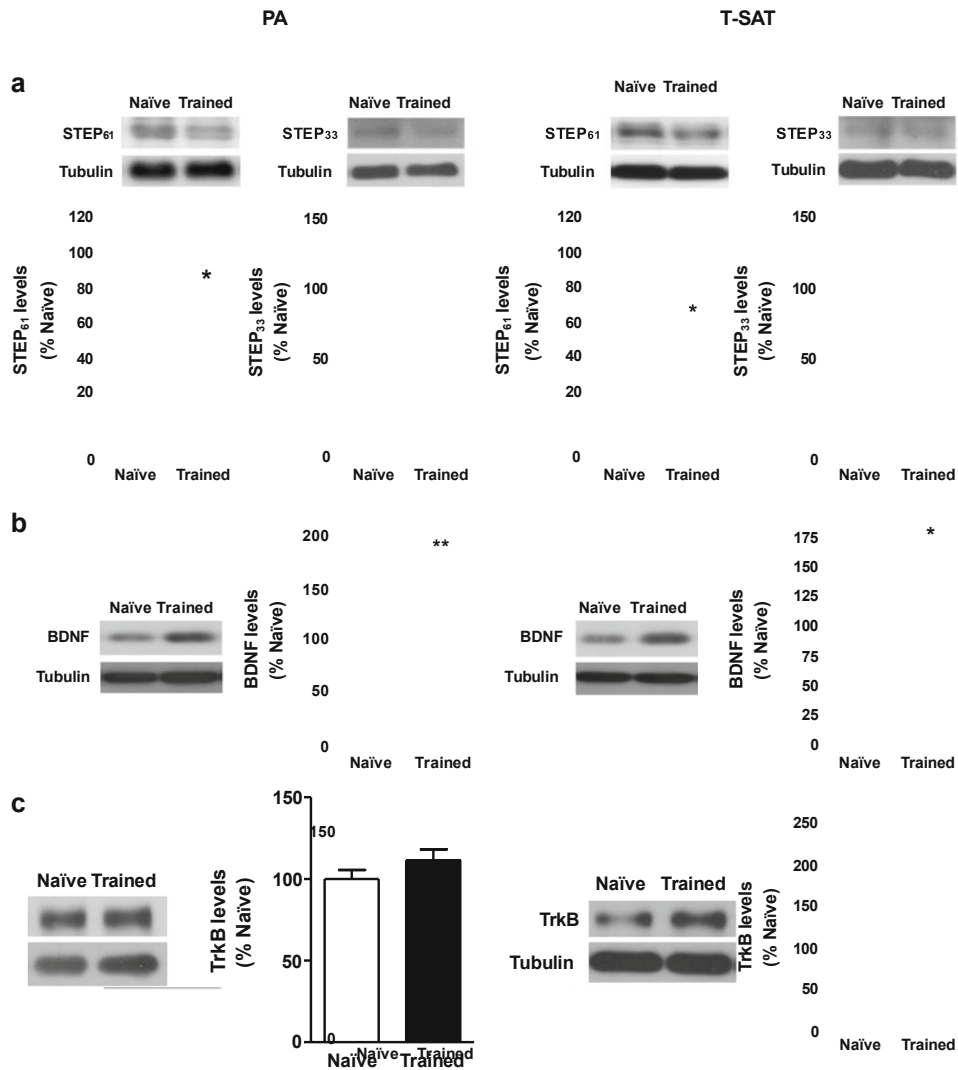 PA T-SAT
a
Naïve Trained
STEP₆₁
Tubulin
120
100
80
60
40
20
0
STEP₆₁ levels
(% Naïve)
*
Naïve Trained
Naïve Trained
STEP₃₃
Tubulin
150
100
50
0
STEP₃₃ levels
(% Naïve)
Naïve Trained
Naïve Trained
STEP₆₁
Tubulin
120
100
80
60
40
20
0
STEP₆₁ levels
(% Naïve)
*
Naïve Trained
Naïve Trained
STEP₃₃
Tubulin
150
100
50
0
STEP₃₃ levels
(% Naïve)
Naïve Trained
b
Naïve Trained
BDNF
Tubulin
BDNF levels
(% Naïve)
200
150
100
50
0
**
Naïve Trained
Naïve Trained
BDNF
Tubulin
BDNF levels
(% Naïve)
175
150
125
100
75
50
25
0
*
Naïve Trained
c
Naïve Trained
TrkB levels
(% Naïve)
150
100
50
0
150
0
Naïve Trained
Naïve Trained
Naïve Trained
TrkB
Tubulin
TrkB levels
(% Naïve)
250
200
150
100
50
0
Naïve Trained